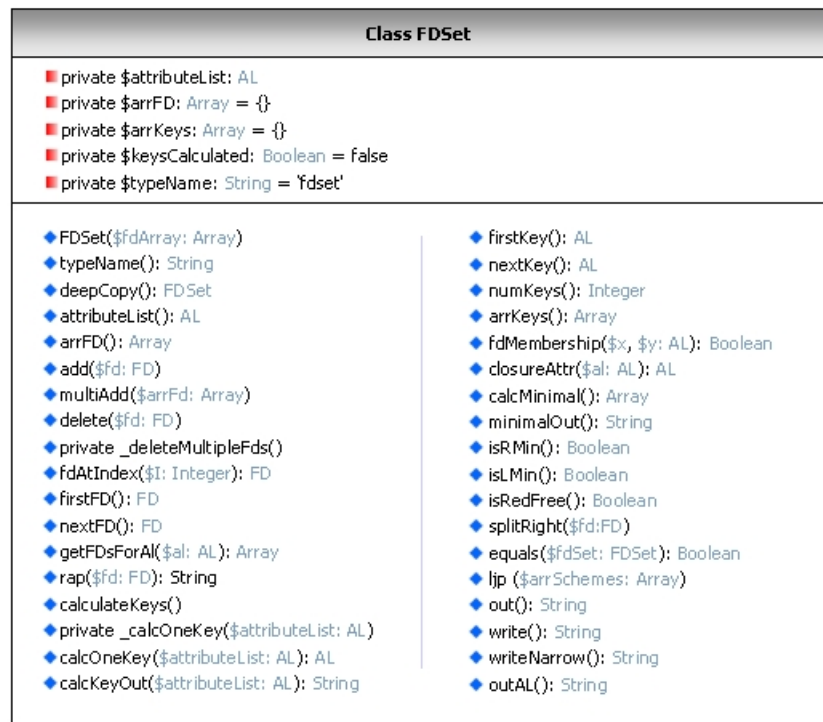 Class FDSet
private $attributeList: AL
private $arrFD: Array = {}
private $arrKeys: Array = {}
private $keysCalculated: Boolean = false
private $typeName: String = 'fdset'
FDSet($fdArray: Array)
typeName(): String
deepCopy(): FDSet
attributeList(): AL
arrFD(): Array
add($fd: FD)
multiAdd($arrFd: Array)
delete($fd: FD)
private _deleteMultipleFds()
fdAtIndex($I: Integer): FD
firstFD(): FD
nextFD(): FD
getFDsForAl($al: AL): Array
rap($fd: FD): String
calculateKeys()
private _calcOneKey($attributeList: AL)
calcOneKey($attributeList: AL): AL
calcKeyOut($attributeList: AL): String
firstKey(): AL
nextKey(): AL
numKeys(): Integer
arrKeys(): Array
fdMembership($x, $y: AL): Boolean
closureAttr($al: AL): AL
calcMinimal(): Array
minimalOut(): String
isRMin(): Boolean
isLMin(): Boolean
isRedFree(): Boolean
splitRight($fd:FD)
equals($fdSet: FDSet): Boolean
ljp ($arrSchemes: Array)
out(): String
write(): String
writeNarrow(): String
outAL(): String